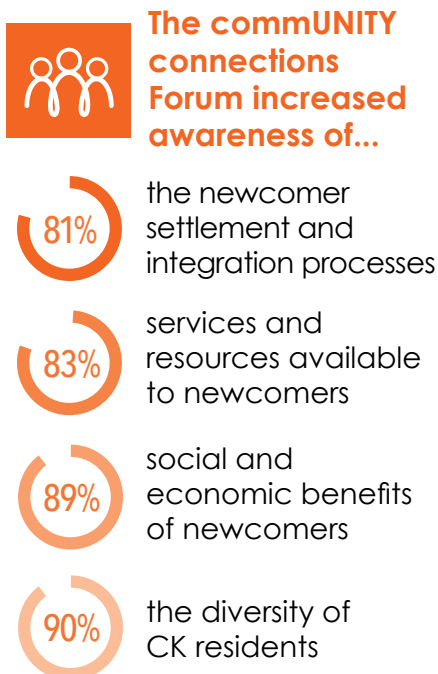 The commUNITY
connections
Forum increased
awareness of...
81%
the newcomer
settlement and
integration processes
83%
services and
resources available
to newcomers
89%
social and
economic benefits
of newcomers
90%
the diversity of
CK residents